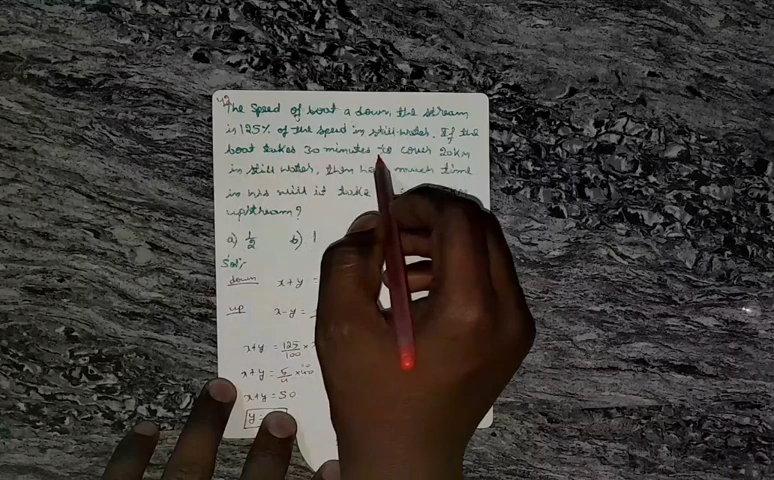 42 The Speed of boat a down the stream
is 125% of the speed in still water. If the
boat takes 30 minutes to cover 20km
in still water, then how much time
in hrs will it take
upstream?
a) 1/2 b) 1
Sol:-
down x+y =
up x-y =
x+y = 125/100 ×
x+y = 5/4 ×40
x+y = 50
y =